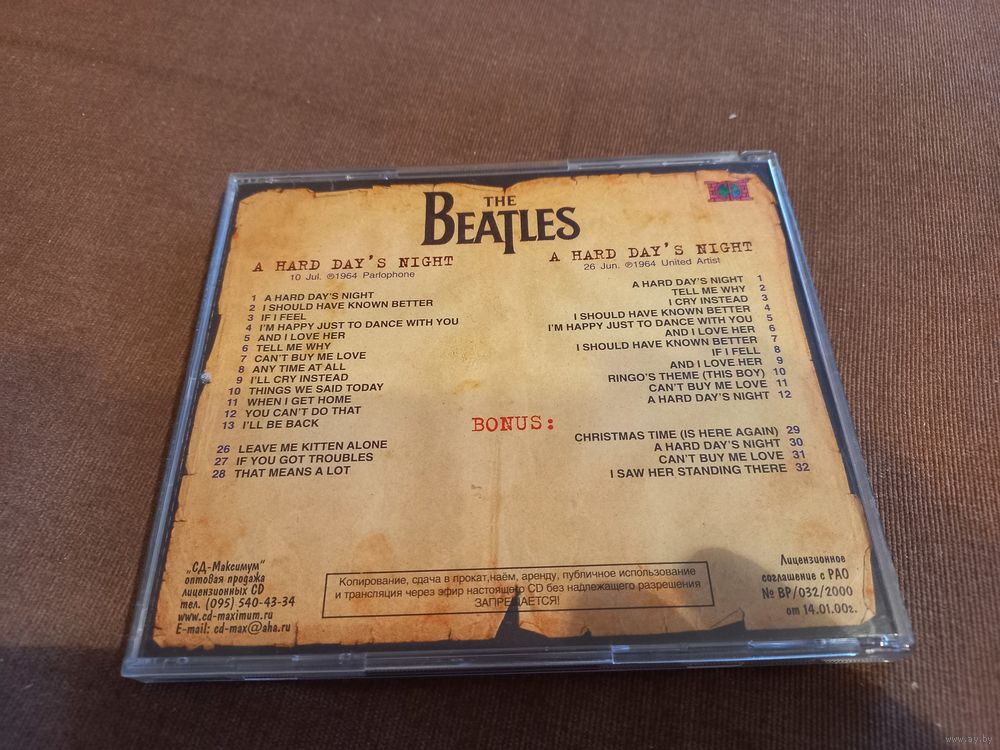 THE
BEATLES
A HARD DAY'S NIGHT
10 Jul. ℗1964 Parlophone
1 A HARD DAY'S NIGHT
2 I SHOULD HAVE KNOWN BETTER
3 IF I FEEL
4 I'M HAPPY JUST TO DANCE WITH YOU
5 AND I LOVE HER
6 TELL ME WHY
7 CAN'T BUY ME LOVE
8 ANY TIME AT ALL
9 I'LL CRY INSTEAD
10 THINGS WE SAID TODAY
11 WHEN I GET HOME
12 YOU CAN'T DO THAT
13 I'LL BE BACK
A HARD DAY'S NIGHT
26 Jun. ℗1964 United Artist
A HARD DAY'S NIGHT 1
TELL ME WHY 2
I CRY INSTEAD 3
I SHOULD HAVE KNOWN BETTER 4
I'M HAPPY JUST TO DANCE WITH YOU 5
AND I LOVE HER 6
I SHOULD HAVE KNOWN BETTER 7
IF I FELL 8
AND I LOVE HER 9
RINGO'S THEME (THIS BOY) 10
CAN'T BUY ME LOVE 11
A HARD DAY'S NIGHT 12
BONUS:
26 LEAVE ME KITTEN ALONE
27 IF YOU GOT TROUBLES
28 THAT MEANS A LOT
CHRISTMAS TIME (IS HERE AGAIN) 29
A HARD DAY'S NIGHT 30
CAN'T BUY ME LOVE 31
I SAW HER STANDING THERE 32
„СД-Максимум"
оптовая продажа
лицензионных CD
тел. (095) 540-43-34
www.cd-maximum.ru
E-mail: cd-max@aha.ru
Копирование, сдача в прокат,наём, аренду, публичное использование
и трансляция через эфир настоящего CD без надлежащего разрешения
ЗАПРЕЩАЕТСЯ!
Лицензионное
соглашение с РАО
№ ВР/032/2000
от 14.01.00г.
www.ay.by